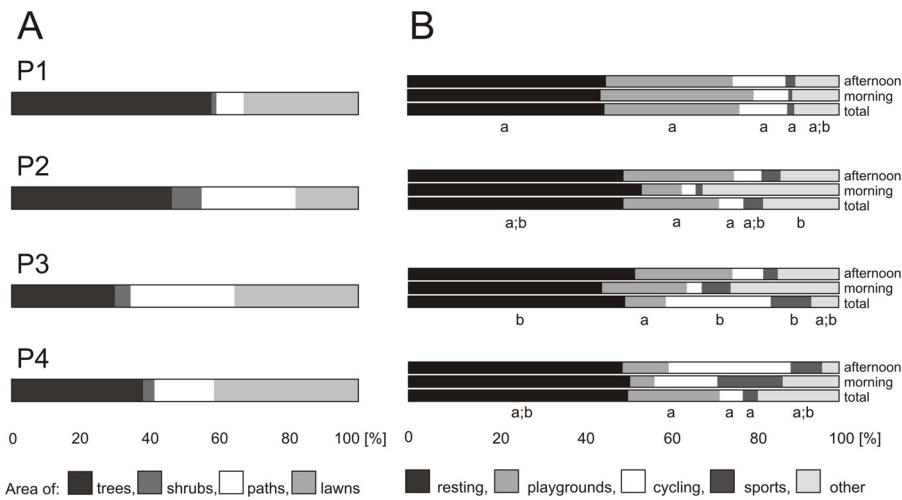 A
B
P1
afternoon
morning
total
a a a a a;b
P2
afternoon
morning
total
a;b a a a;b b
P3
afternoon
morning
total
b a b b a;b
P4
afternoon
morning
total
a;b a a a a;b
0 20 40 60 80 100 [%]
0 20 40 60 80 100 [%]
Area of: trees, shrubs, paths, lawns
resting, playgrounds, cycling, sports, other